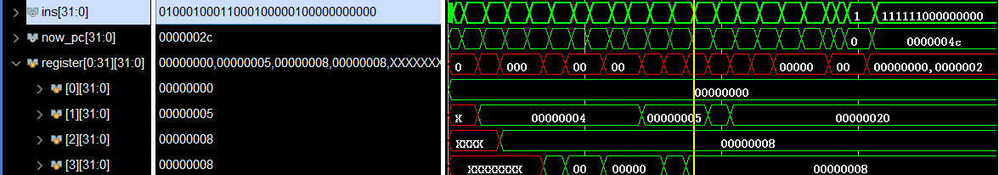 ins[31:0] 01000100011000100000100000000000 1 111111000000000
now_pc[31:0] 0000002c 0 0000004c
register[0:31][31:0] 00000000,00000005,00000008,00000008,XXXXXXX 0 000 00 00 00000 00 00000000,0000002
[0][31:0] 00000000 00000000
[1][31:0] 00000005 X 00000004 00000005 00000020
[2][31:0] 00000008 XXXX 00000008
[3][31:0] 00000008 XXXXXXXX 00 00000 00000008